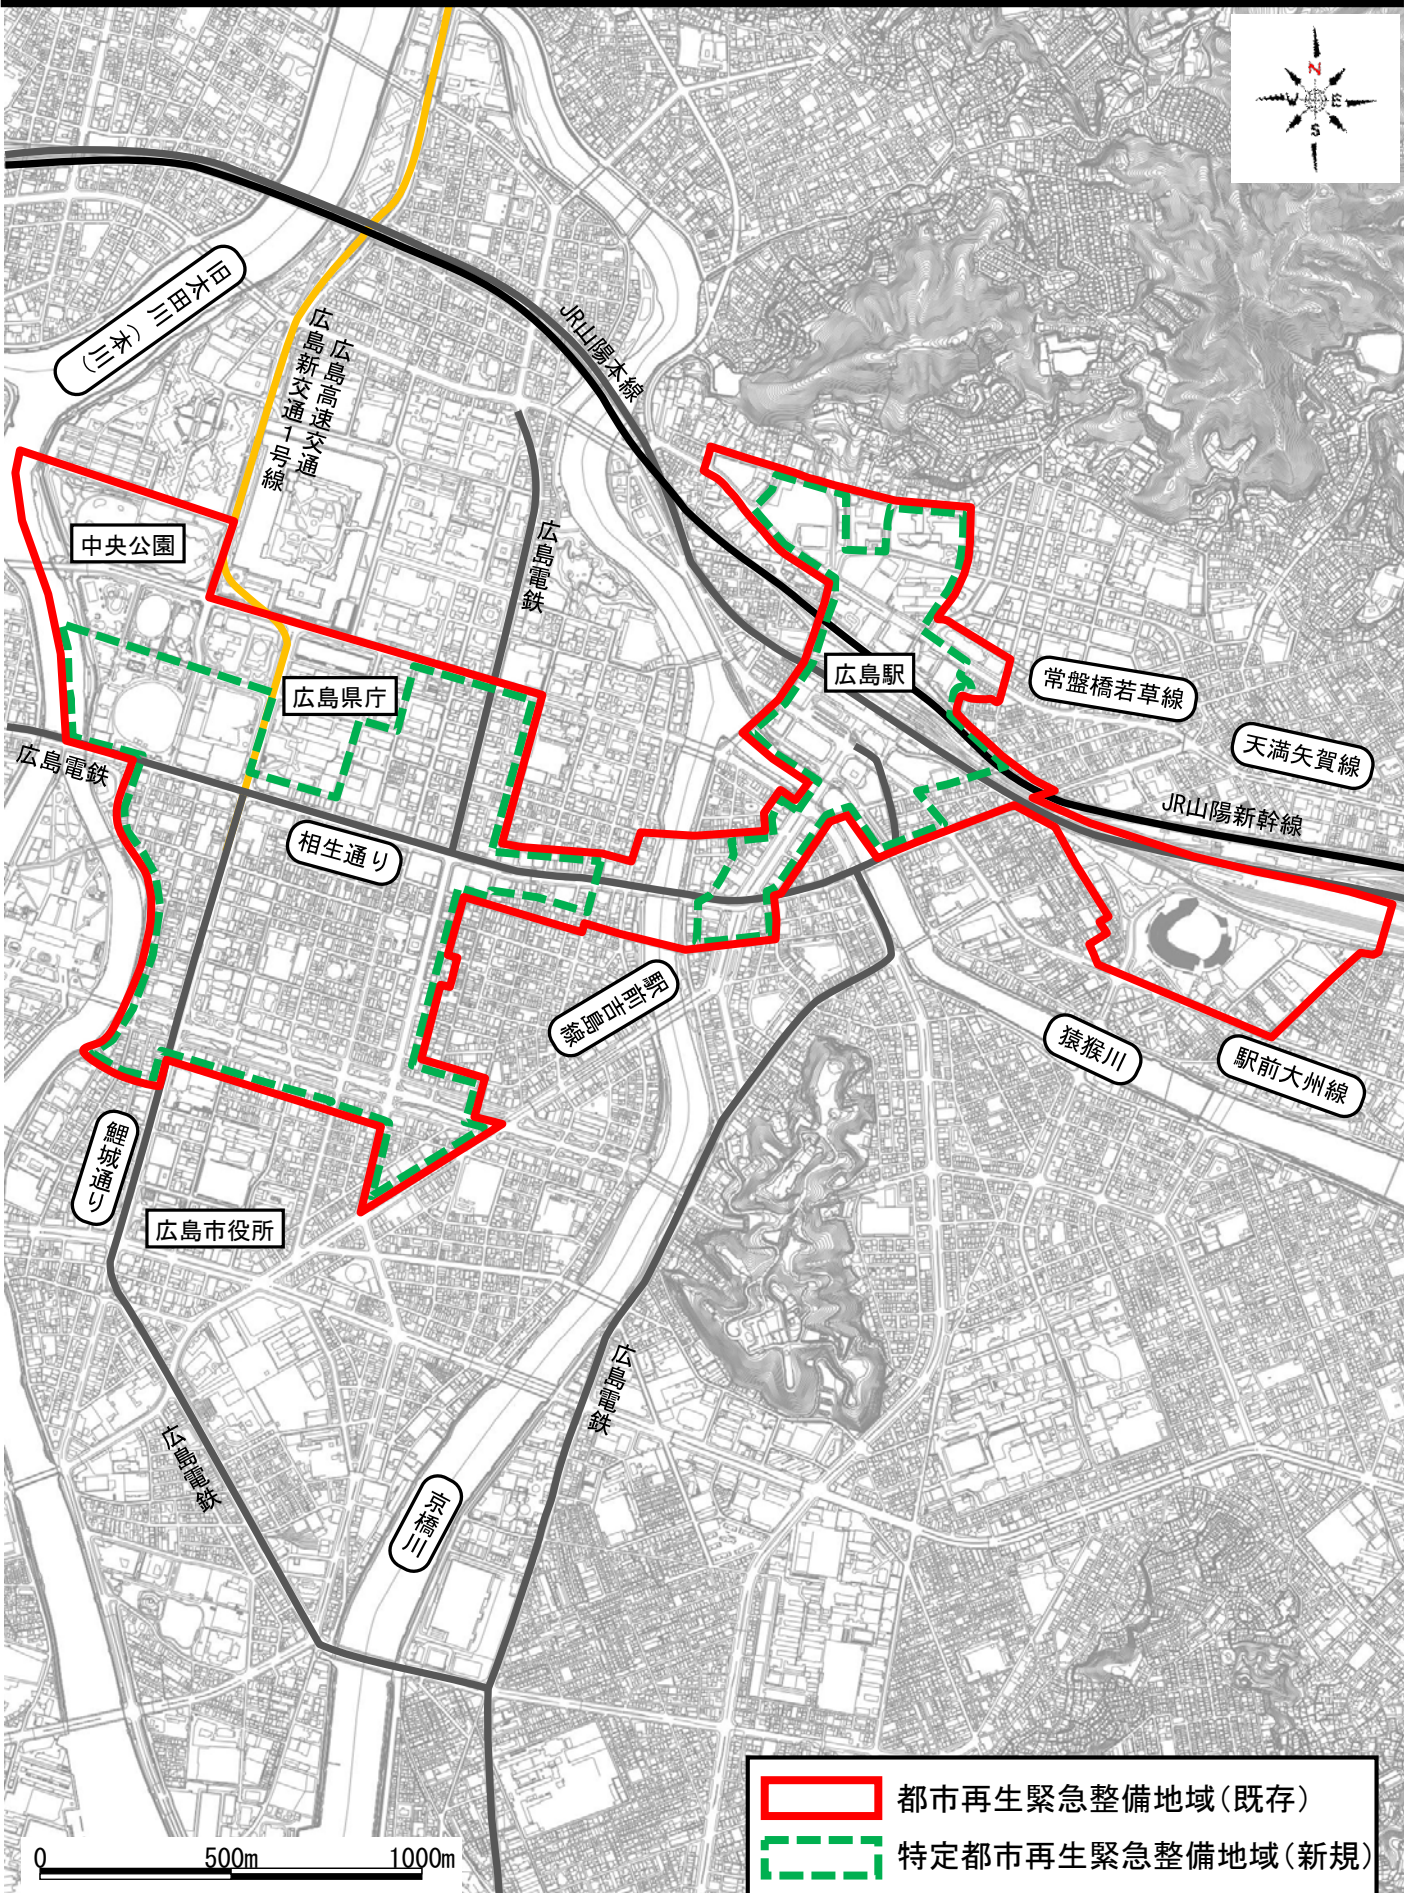 N
W
E
S
旧太田川（本川）
広島高速交通
広島新交通1号線
JR山陽本線
中央公園
広島電鉄
広島県庁
広島駅
常盤橋若草線
天満矢賀線
広島電鉄
JR山陽新幹線
相生通り
駅前吉島線
猿猴川
駅前大州線
鯉城通り
広島市役所
広島電鉄
広島電鉄
京橋川
都市再生緊急整備地域（既存）
特定都市再生緊急整備地域（新規）
0 500m 1000m